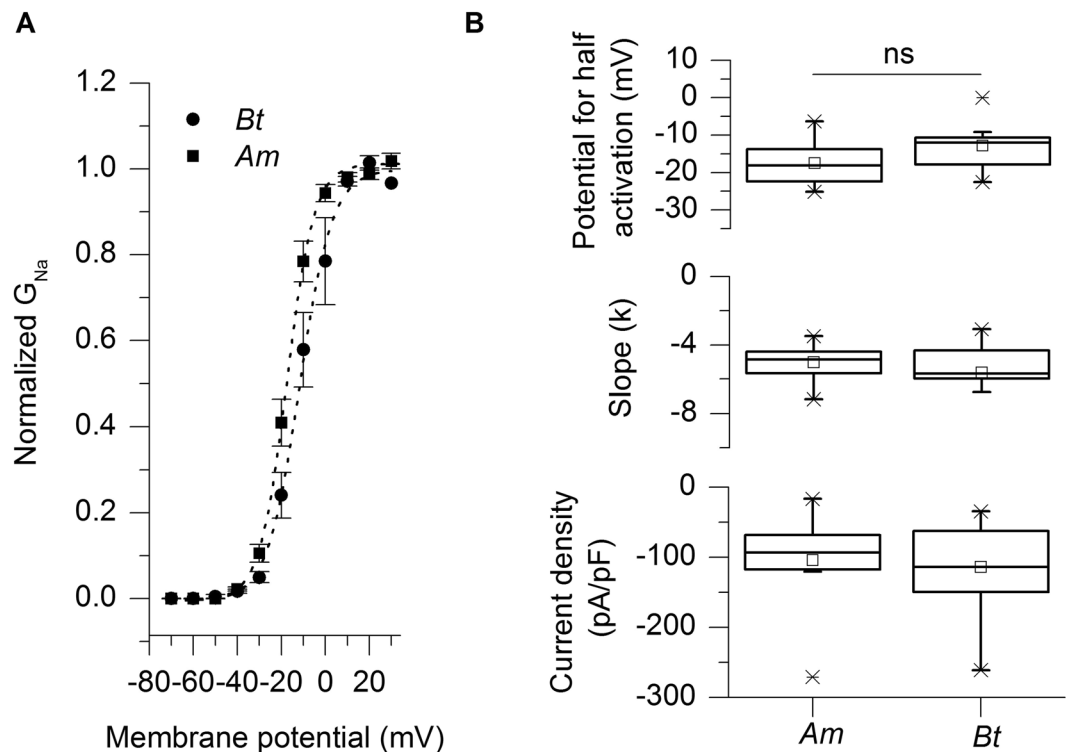 A
Normalized G_Na
1.2
1.0
0.8
0.6
0.4
0.2
0.0
Bt
Am
-80 -60 -40 -20 0 20
Membrane potential (mV)
B
ns
Potential for half
activation (mV)
10
0
-10
-20
-30
Slope (k)
0
-4
-8
Current density
(pA/pF)
0
-100
-200
-300
Am Bt